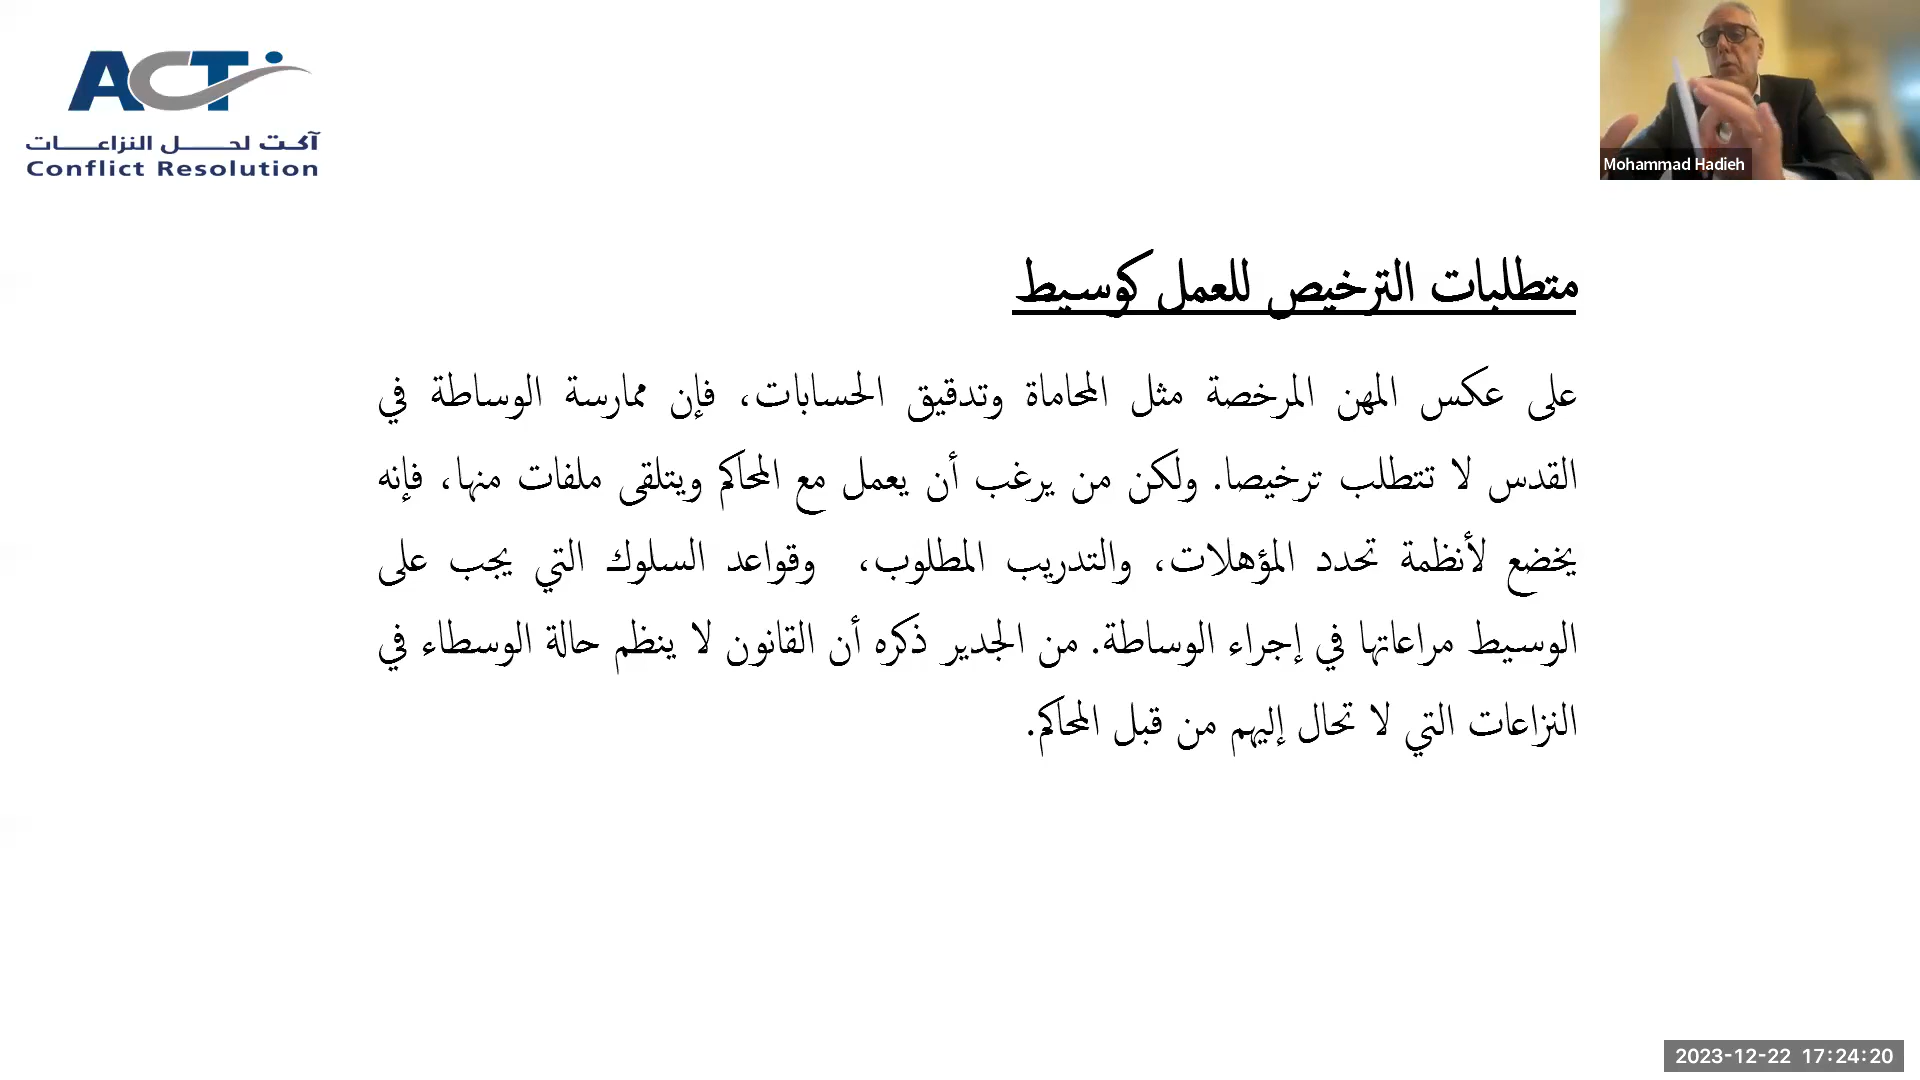 ACT
آكت لحل النزاعات
Conflict Resolution
Mohammad Hadieh
متطلبات الترخيص للعمل كوسيط
على عكس المهن المرخصة مثل المحاماة وتدقيق الحسابات، فإن ممارسة الوساطة في
القدس لا تتطلب ترخيصا. ولكن من يرغب أن يعمل مع المحاكم ويتلقى ملفات منها، فإنه
يخضع لأنظمة تحدد المؤهلات، والتدريب المطلوب، وقواعد السلوك التي يجب على
الوسيط مراعاتها في إجراء الوساطة. من الجدير ذكره أن القانون لا ينظم حالة الوسطاء في
النزاعات التي لا تحال إليهم من قبل المحاكم.
2023-12-22 17:24:20